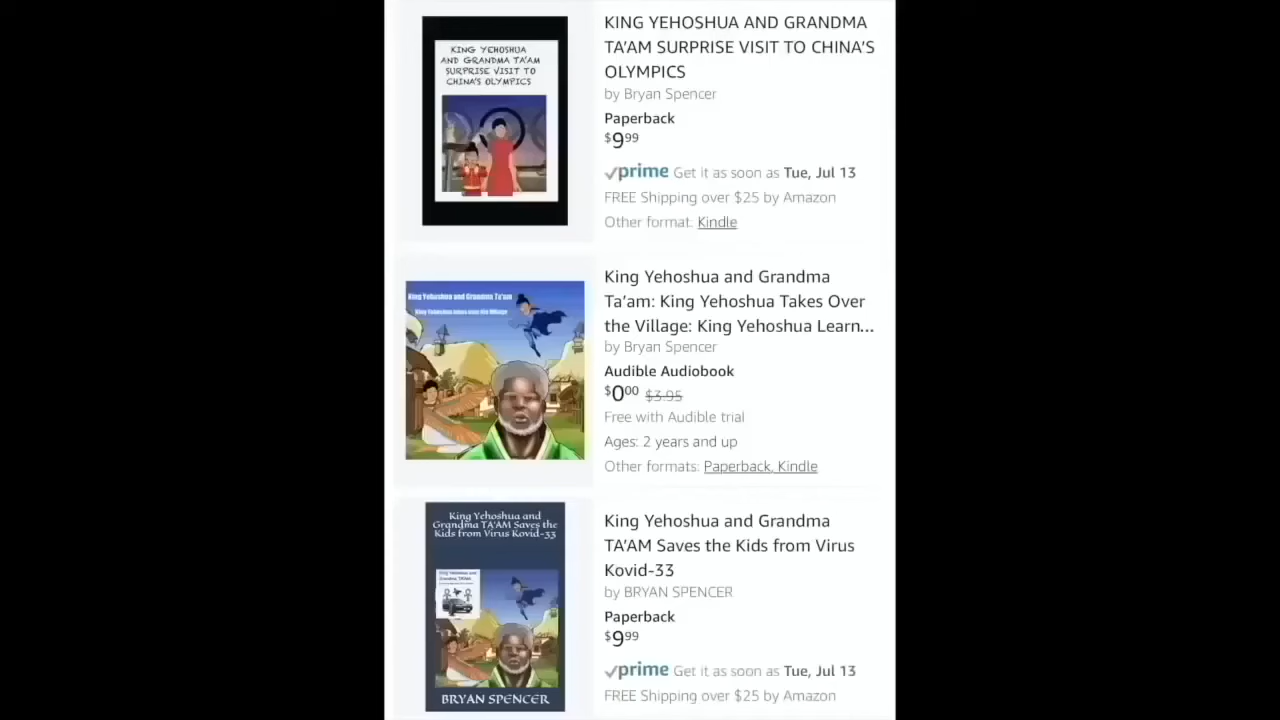 KING YEHOSHUA
AND GRANDMA TA'AM
SURPRISE VISIT TO
CHINA'S OLYMPICS
KING YEHOSHUA AND GRANDMA
TA’AM SURPRISE VISIT TO CHINA’S
OLYMPICS
by Bryan Spencer
Paperback
$9.99
prime Get it as soon as Tue, Jul 13
FREE Shipping over $25 by Amazon
Other format: Kindle
King Yehoshua and Grandma Ta'am
King Yehoshua takes over the Village
King Yehoshua and Grandma
Ta’am: King Yehoshua Takes Over
the Village: King Yehoshua Learn...
by Bryan Spencer
Audible Audiobook
$0.00 $3.95
Free with Audible trial
Ages: 2 years and up
Other formats: Paperback, Kindle
King Yehoshua and
Grandma TA'AM Saves the
Kids from Virus Kovid-33
BRYAN SPENCER
King Yehoshua and Grandma
TA’AM Saves the Kids from Virus
Kovid-33
by BRYAN SPENCER
Paperback
$9.99
prime Get it as soon as Tue, Jul 13
FREE Shipping over $25 by Amazon